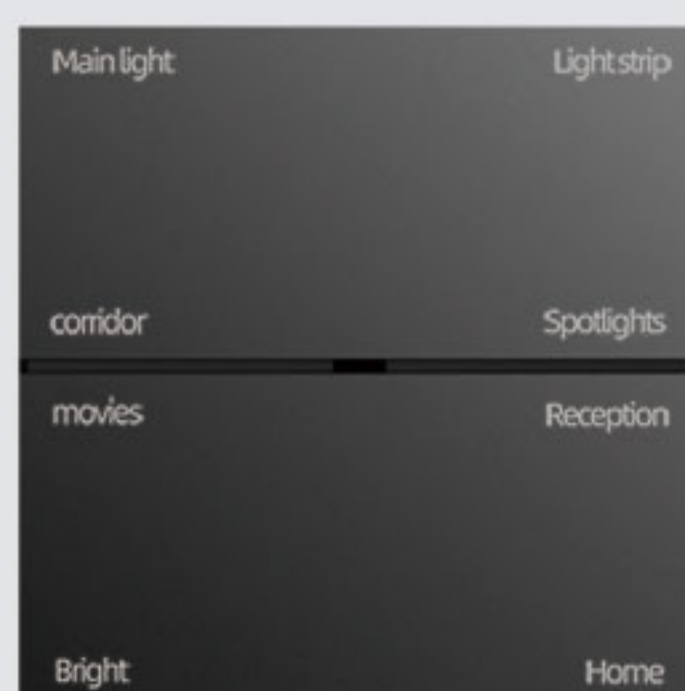 Main light
Light strip
corridor
Spotlights
movies
Reception
Bright
Home